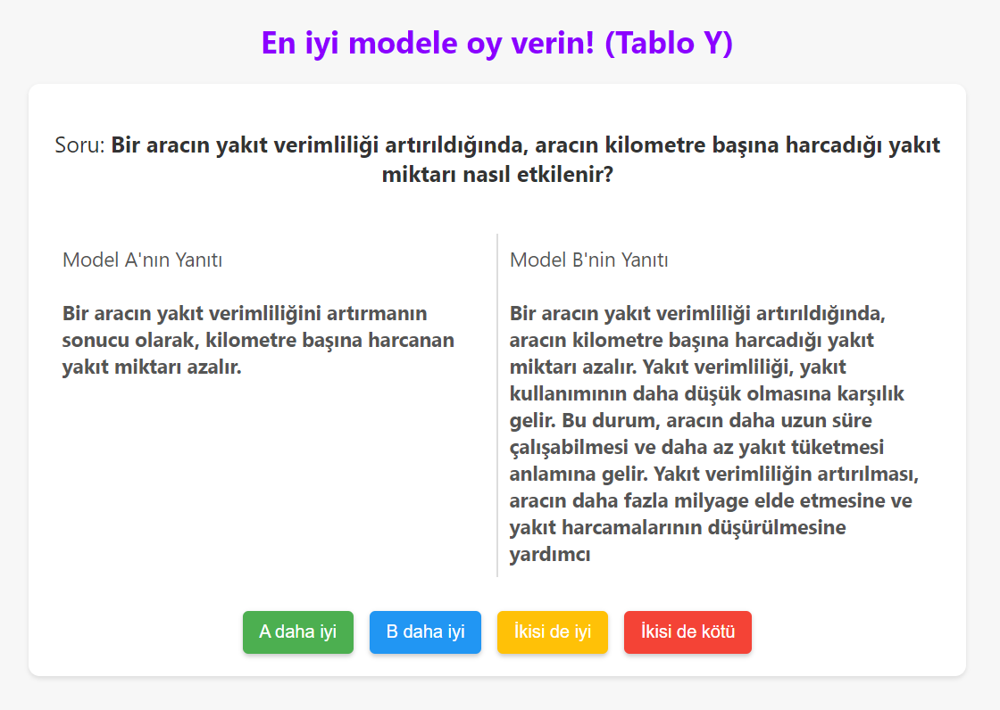 En iyi modele oy verin! (Tablo Y)
Soru: Bir aracın yakıt verimliliği artırıldığında, aracın kilometre başına harcadığı yakıt
miktarı nasıl etkilenir?
Model A'nın Yanıtı
Bir aracın yakıt verimliliğini artırmanın
sonucu olarak, kilometre başına harcanan
yakıt miktarı azalır.
Model B'nin Yanıtı
Bir aracın yakıt verimliliği artırıldığında,
aracın kilometre başına harcadığı yakıt
miktarı azalır. Yakıt verimliliği, yakıt
kullanımının daha düşük olmasına karşılık
gelir. Bu durum, aracın daha uzun süre
çalışabilmesi ve daha az yakıt tüketmesi
anlamına gelir. Yakıt verimliliğin artırılması,
aracın daha fazla milyage elde etmesine ve
yakıt harcamalarının düşürülmesine
yardımcı
A daha iyi
B daha iyi
İkisi de iyi
İkisi de kötü